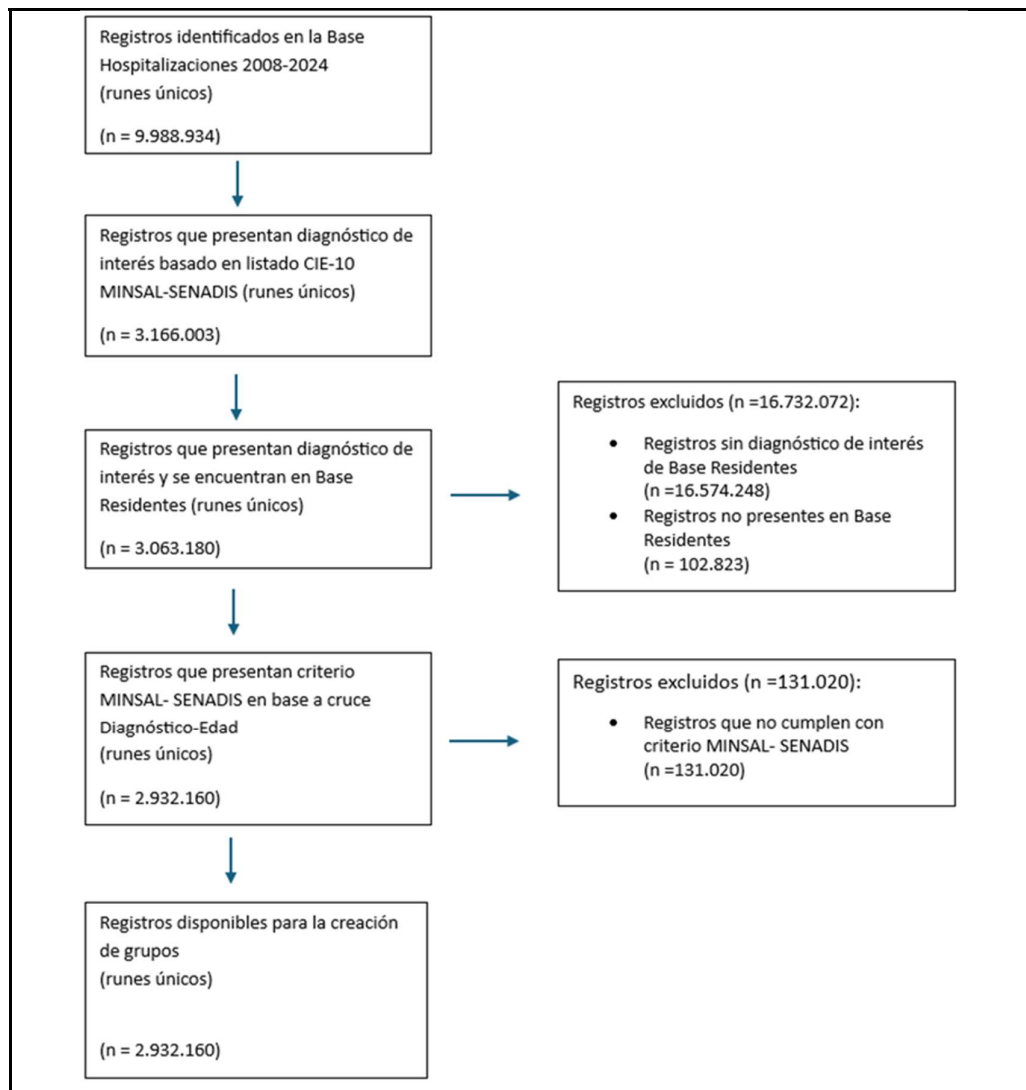 Registros identificados en la Base
Hospitalizaciones 2008-2024
(runes únicos)
(n = 9.988.934)
Registros que presentan diagnóstico de
interés basado en listado CIE-10
MINSAL-SENADIS (runes únicos)
(n = 3.166.003)
Registros que presentan diagnóstico de
interés y se encuentran en Base
Residentes (runes únicos)
(n = 3.063.180)
Registros excluidos (n =16.732.072):
• Registros sin diagnóstico de interés
de Base Residentes
(n =16.574.248)
• Registros no presentes en Base
Residentes
(n = 102.823)
Registros que presentan criterio
MINSAL- SENADIS en base a cruce
Diagnóstico-Edad
(runes únicos)
(n = 2.932.160)
Registros excluidos (n =131.020):
• Registros que no cumplen con
criterio MINSAL- SENADIS
(n =131.020)
Registros disponibles para la creación
de grupos
(runes únicos)
(n = 2.932.160)